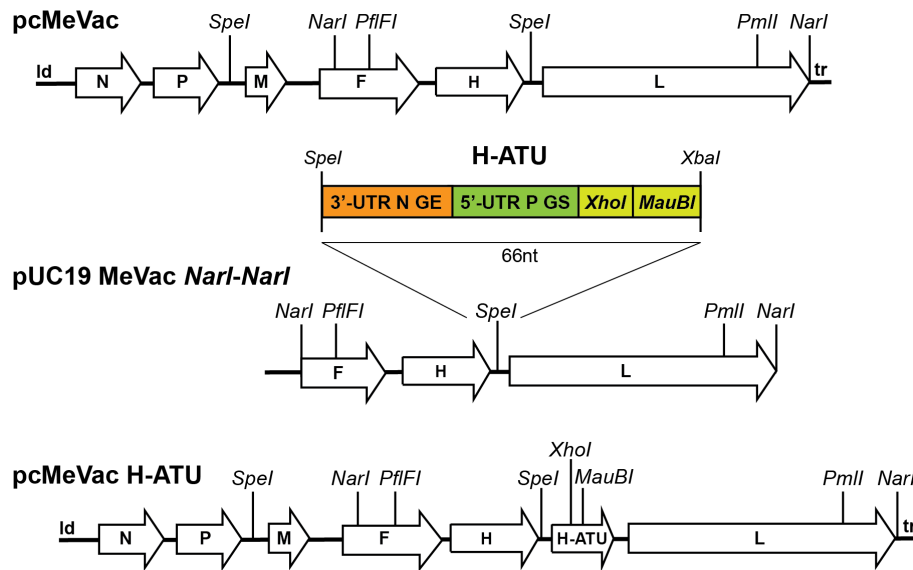 pcMeVac
SpeI NarI PflFI SpeI PmlI NarI
ld N P M F H L tr
H-ATU
SpeI XbaI
3’-UTR N GE 5’-UTR P GS XhoI MauBI
66nt
pUC19 MeVac NarI-NarI
NarI PflFI SpeI PmlI NarI
F H L
pcMeVac H-ATU
XhoI
SpeI NarI PflFI SpeI MauBI PmlI NarI
ld N P M F H H-ATU L tr